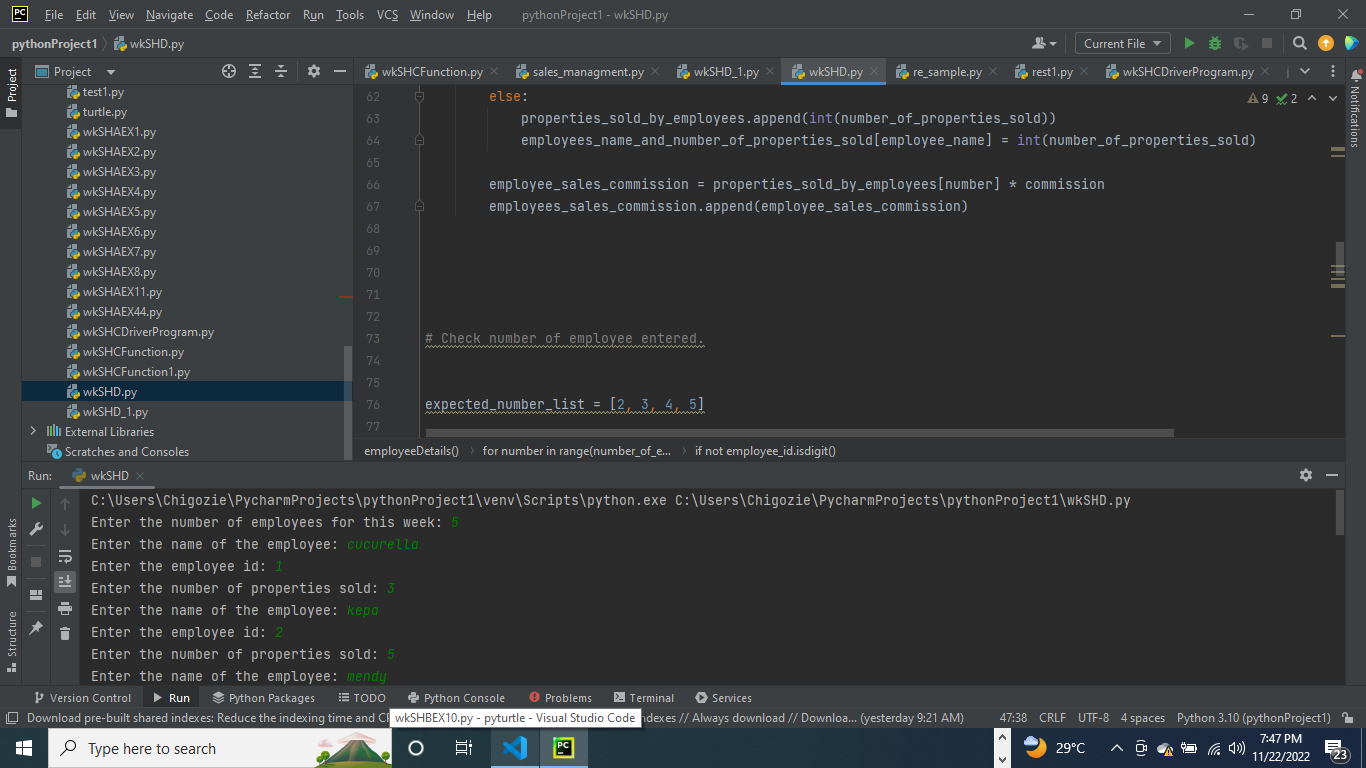 PC File Edit View Navigate Code Refactor Run Tools VCS Window Help pythonProject1 - wkSHD.py
pythonProject1 wkSHD.py Current File
Project Project wkSHCFunction.py sales_managment.py wkSHD_1.py wkSHD.py re_sample.py rest1.py wkSHCDriverProgram.py Notifications
test1.py
turtle.py
wkSHAEX1.py
wkSHAEX2.py
wkSHAEX3.py
wkSHAEX4.py
wkSHAEX5.py
wkSHAEX6.py
wkSHAEX7.py
wkSHAEX8.py
wkSHAEX11.py
wkSHAEX44.py
wkSHCDriverProgram.py
wkSHCFunction.py
wkSHCFunction1.py
wkSHD.py
wkSHD_1.py
External Libraries
Scratches and Consoles
9 2
62 else:
63 properties_sold_by_employees.append(int(number_of_properties_sold))
64 employees_name_and_number_of_properties_sold[employee_name] = int(number_of_properties_sold)
65
66 employee_sales_commission = properties_sold_by_employees[number] * commission
67 employees_sales_commission.append(employee_sales_commission)
68
69
70
71
72
73 # Check number of employee entered.
74
75
76 expected_number_list = [2, 3, 4, 5]
77
employeeDetails() for number in range(number_of_e... if not employee_id.isdigit()
Run: wkSHD
C:\Users\Chigozie\PycharmProjects\pythonProject1\venv\Scripts\python.exe C:\Users\Chigozie\PycharmProjects\pythonProject1\wkSHD.py
Enter the number of employees for this week: 5
Enter the name of the employee: cucurella
Enter the employee id: 1
Enter the number of properties sold: 3
Enter the name of the employee: kepa
Enter the employee id: 2
Enter the number of properties sold: 5
Enter the name of the employee: mendy
Bookmarks
Structure
Version Control Run Python Packages TODO Python Console Problems Terminal Services
Download pre-built shared indexes: Reduce the indexing time and CP wkSHBEX10.py - pyturtle - Visual Studio Code ndexes // Always download // Downloa... (yesterday 9:21 AM) 47:38 CRLF UTF-8 4 spaces Python 3.10 (pythonProject1)
Type here to search PC 29°C 7:47 PM
11/22/2022 23